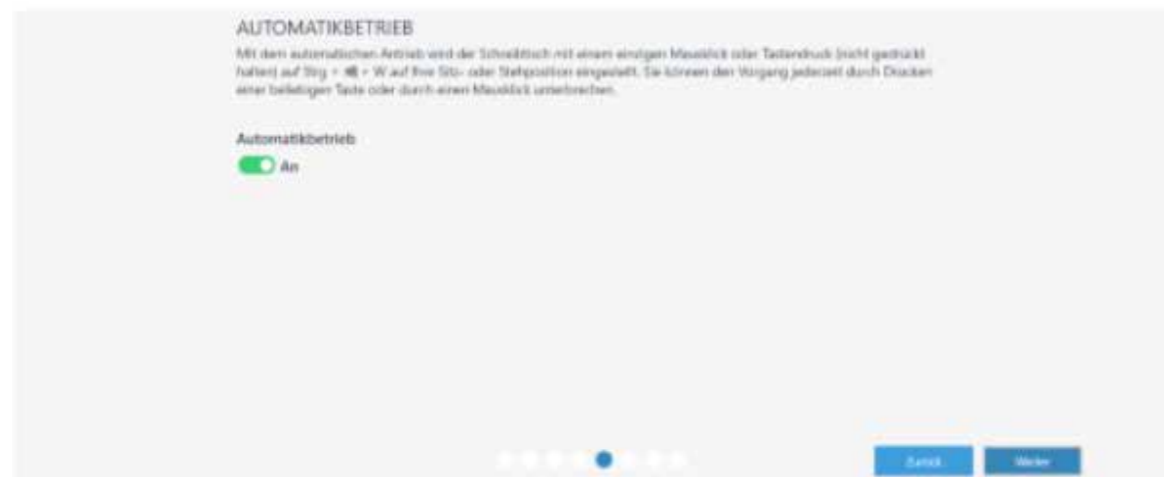 AUTOMATIKBETRIEB
Mit dem automatischen Antrieb wird der Schreibtisch mit einem einzigen Mausklick oder Tastendruck (nicht gedrückt
halten) auf Strg + + W auf Ihre Sitz- oder Stehposition eingestellt. Sie können den Vorgang jederzeit durch Drücken
einer beliebigen Taste oder durch einen Mausklick unterbrechen.
Automatikbetrieb
An
Zurück
Weiter